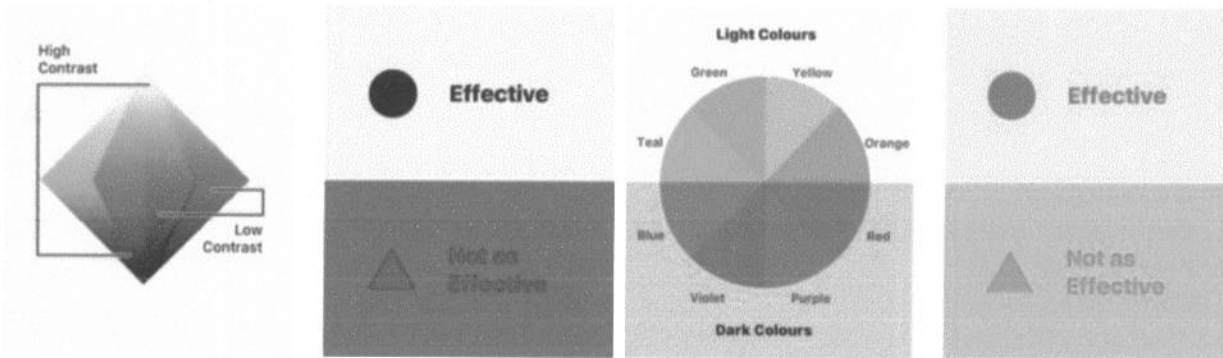 High
Contrast
Low
Contrast
Effective
Not as
Effective
Light Colours
Green
Yellow
Teal
Orange
Blue
Red
Violet
Purple
Dark Colours
Effective
Not as
Effective